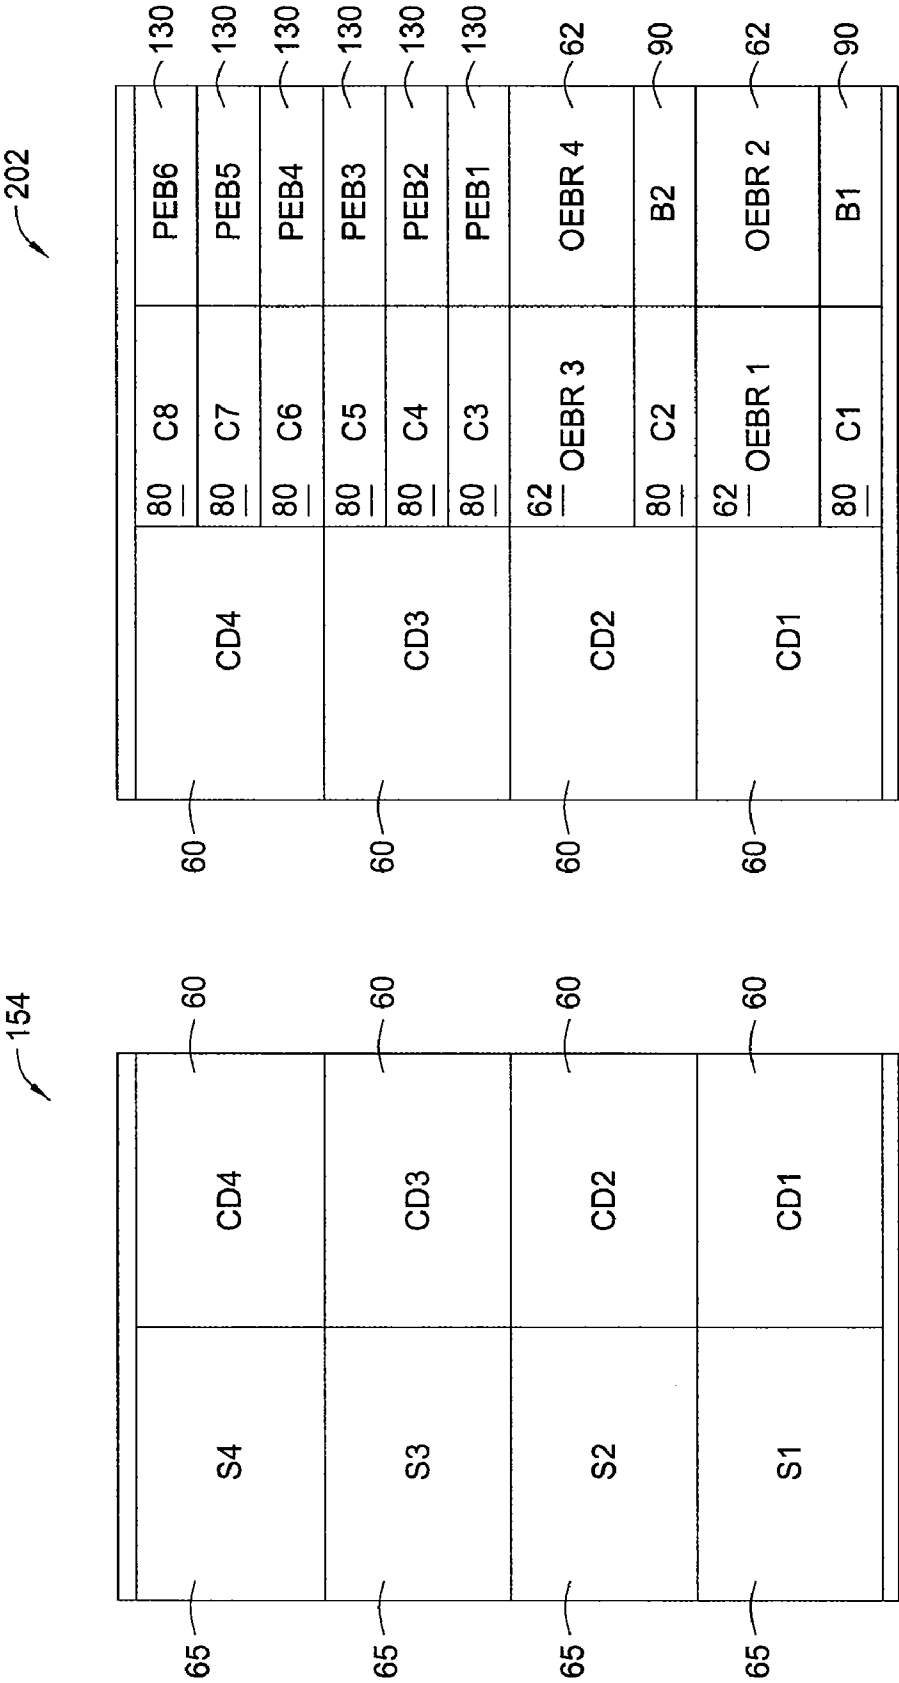 154 202
80 C8 PEB6 130
65 60 60
S4 CD4 CD4 80 C7 PEB5 130
80 C6 PEB4 130
80 C5 PEB3 130
65 60 60
S3 CD3 CD3 80 C4 PEB2 130
80 C3 PEB1 130
62
65 60 60 OEBR 3 OEBR 4 62
S2 CD2 CD2
80 C2 B2 90
62
65 60 60 OEBR 1 OEBR 2 62
S1 CD1 CD1
80 C1 B1 90